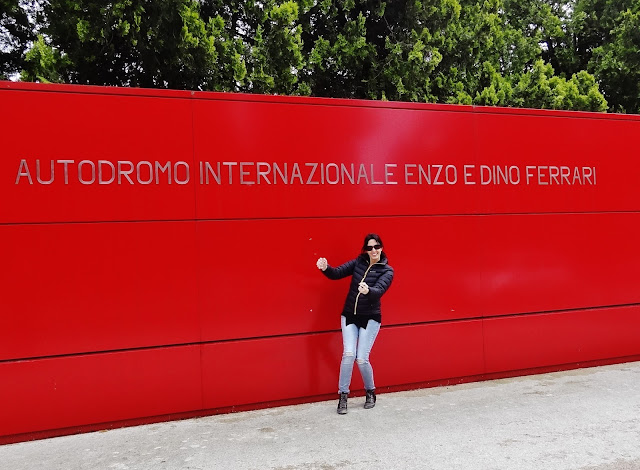 AUTODROMO INTERNAZIONALE ENZO E DINO FERRARI